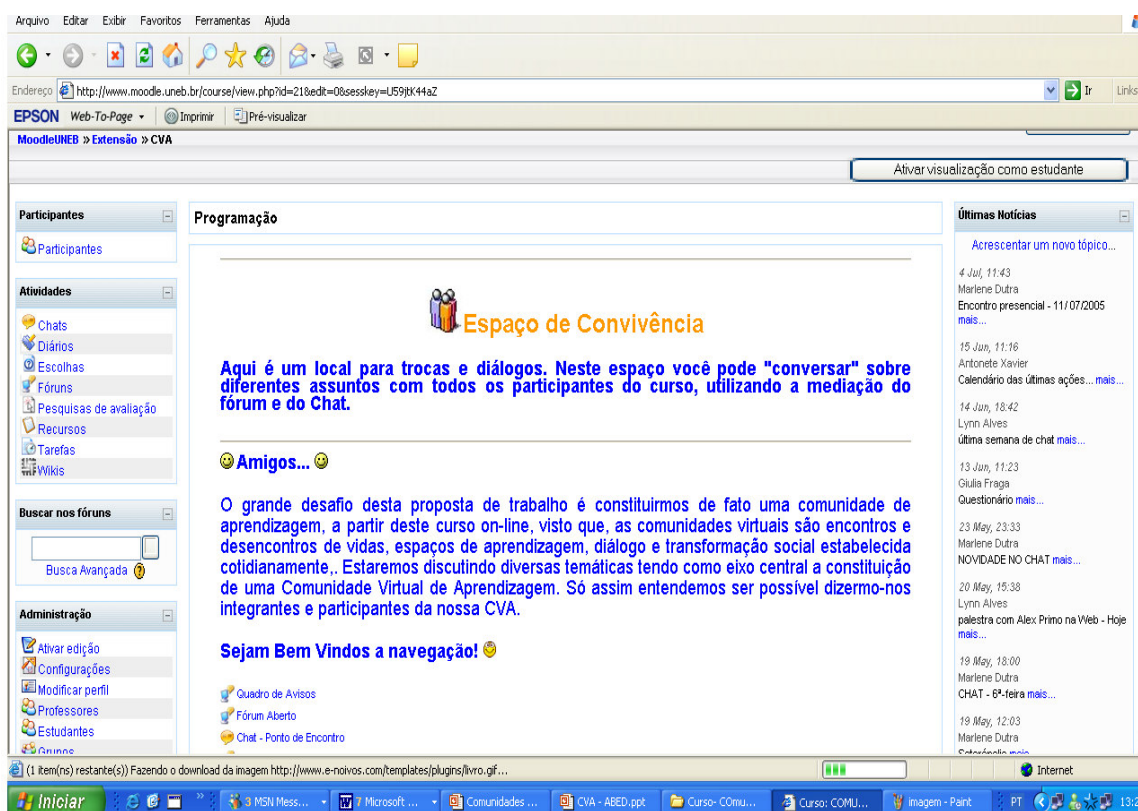 Arquivo Editar Exibir Favoritos Ferramentas Ajuda
Endereço http://www.moodle.uneb.br/course/view.php?id=21&edit=0&sesskey=U59jtK44aZ Ir Links
EPSON Web-To-Page Imprimir Pré-visualizar
MoodleUNEB » Extensão » CVA
Ativar visualização como estudante
Participantes
Participantes
Atividades
Chats
Diários
Escolhas
Fóruns
Pesquisas de avaliação
Recursos
Tarefas
Wikis
Buscar nos fóruns
Busca Avançada
Administração
Ativar edição
Configurações
Modificar perfil
Professores
Estudantes
Grupos
Programação
Espaço de Convivência
Aqui é um local para trocas e diálogos. Neste espaço você pode "conversar" sobre
diferentes assuntos com todos os participantes do curso, utilizando a mediação do
fórum e do Chat.
Amigos...
O grande desafio desta proposta de trabalho é constituirmos de fato uma comunidade de
aprendizagem, a partir deste curso on-line, visto que, as comunidades virtuais são encontros e
desencontros de vidas, espaços de aprendizagem, diálogo e transformação social estabelecida
cotidianamente,. Estaremos discutindo diversas temáticas tendo como eixo central a constituição
de uma Comunidade Virtual de Aprendizagem. Só assim entendemos ser possível dizermo-nos
integrantes e participantes da nossa CVA.
Sejam Bem Vindos a navegação!
Quadro de Avisos
Fórum Aberto
Chat - Ponto de Encontro
Últimas Notícias
Acrescentar um novo tópico...
4 Jul, 11:43
Marlene Dutra
Encontro presencial - 11/07/2005
mais...
15 Jun, 11:16
Antonete Xavier
Calendário das últimas ações... mais...
14 Jun, 18:42
Lynn Alves
última semana de chat mais...
13 Jun, 11:23
Giulia Fraga
Questionário mais...
23 May, 23:33
Marlene Dutra
NOVIDADE NO CHAT mais...
20 May, 15:38
Lynn Alves
palestra com Alex Primo na Web - Hoje
mais...
19 May, 18:00
Marlene Dutra
CHAT - 6ª-feira mais...
19 May, 12:03
Marlene Dutra
(1 item(ns) restante(s)) Fazendo o download da imagem http://www.e-noivos.com/templates/plugins/livro.gif... Internet
Iniciar 3 MSN Mess... 7 Microsoft ... Comunidades ... CVA - ABED.ppt Curso- COmu... Curso: COMU... imagem - Paint PT